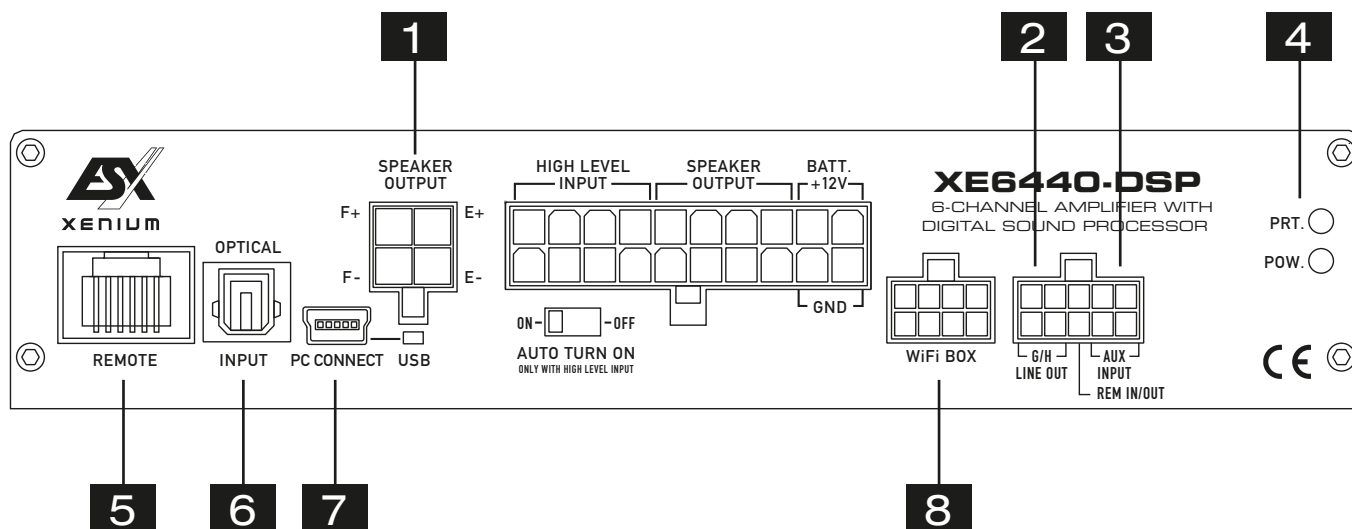 1
2
3
4
ESX
XENIUM
SPEAKER
OUTPUT
F+
E+
F-
E-
HIGH LEVEL
INPUT
SPEAKER
OUTPUT
BATT.
+12V
GND
XE6440-DSP
6-CHANNEL AMPLIFIER WITH
DIGITAL SOUND PROCESSOR
PRT.
POW.
OPTICAL
REMOTE
INPUT
PC CONNECT
USB
ON-
-OFF
AUTO TURN ON
ONLY WITH HIGH LEVEL INPUT
WiFi BOX
G/H
LINE OUT
AUX
INPUT
REM IN/OUT
CE
5
6
7
8